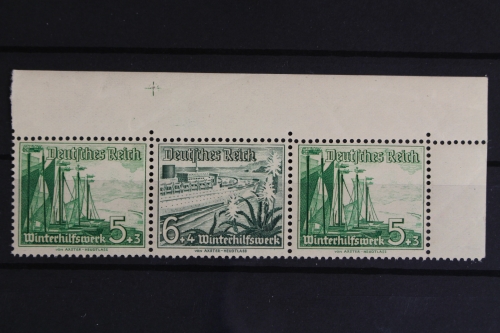 Deutsches Reich
5+3
Winterhilfswerk
Deutsches Reich
6+4
Winterhilfswerk
Deutsches Reich
5+3
Winterhilfswerk